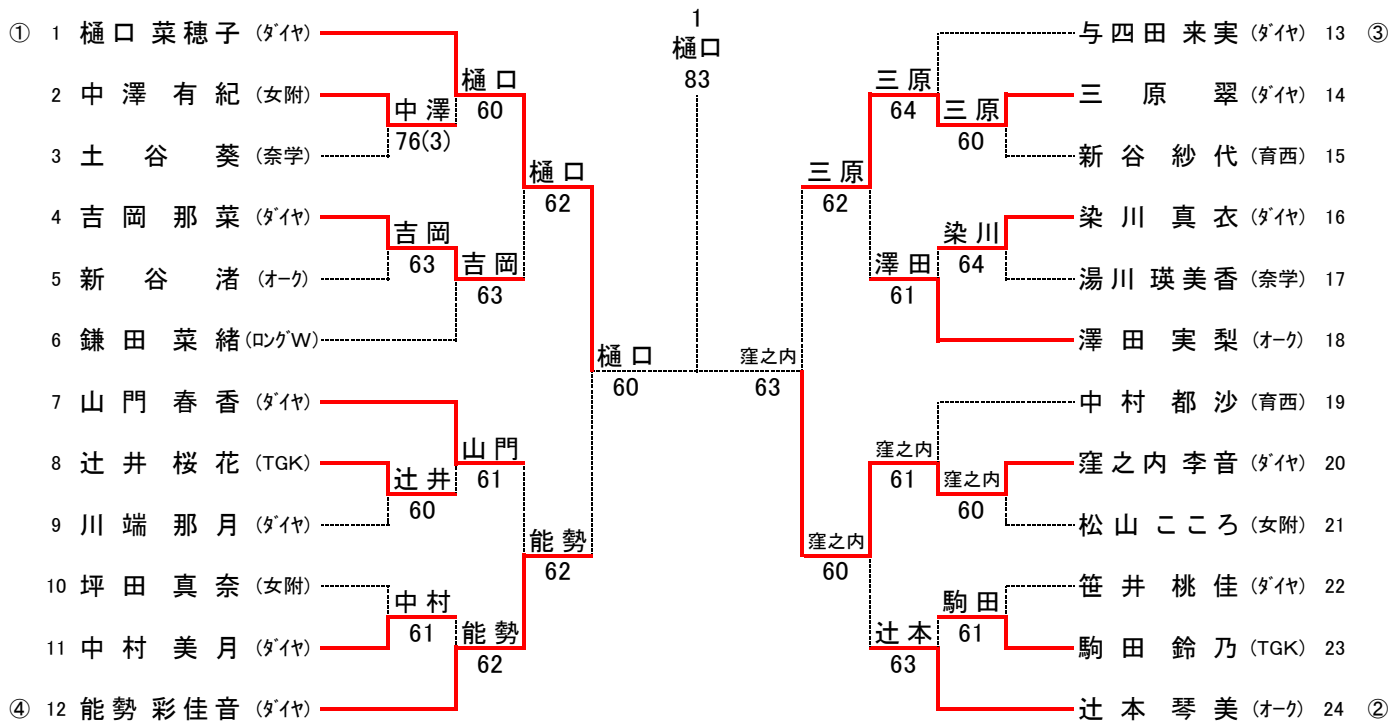 ① 1 樋口 菜穂子 (ダイヤ)
2 中澤有紀 (女附)
3 土谷葵 (奈学)
4 吉岡那菜 (ダイヤ)
5 新谷渚 (オーク)
6 鎌田菜緒 (ロングW)
7 山門春香 (ダイヤ)
8 辻井桜花 (TGK)
9 川端那月 (ダイヤ)
10 坪田真奈 (女附)
11 中村美月 (ダイヤ)
④ 12 能勢彩佳音 (ダイヤ)
中澤
76(3)
吉岡
63
辻井
60
中村
61
樋口
60
吉岡
63
山門
61
能勢
62
樋口
62
能勢
62
樋口
60
1
樋口
83
窪之内
63
三原
62
窪之内
60
三原
64
澤田
61
窪之内
61
辻本
63
三原
60
染川
64
窪之内
60
駒田
61
与四田来実 (ダイヤ) 13 ③
三原翠 (ダイヤ) 14
新谷紗代 (育西) 15
染川真衣 (ダイヤ) 16
湯川瑛美香 (奈学) 17
澤田実梨 (オーク) 18
中村都沙 (育西) 19
窪之内李音 (ダイヤ) 20
松山こころ (女附) 21
笹井桃佳 (ダイヤ) 22
駒田鈴乃 (TGK) 23
辻本琴美 (オーク) 24 ②